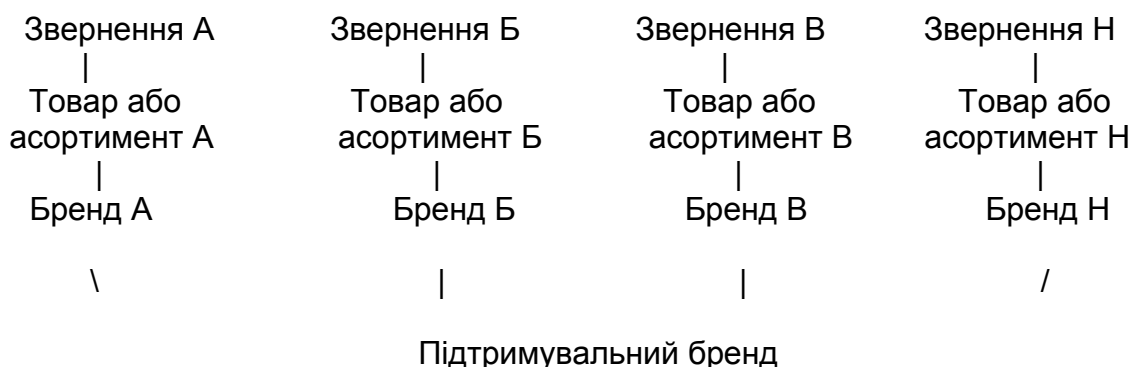 Звернення А Звернення Б Звернення В Звернення Н
| | | |
Товар або Товар або Товар або Товар або
асортимент А асортимент Б асортимент В асортимент Н
| | | |
Бренд А Бренд Б Бренд В Бренд Н
\ | | /
Підтримувальний бренд